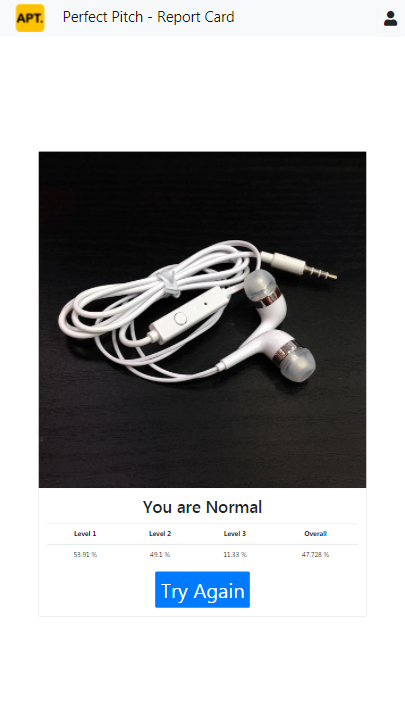 APT. Perfect Pitch - Report Card
You are Normal
Level 1 Level 2 Level 3 Overall
53.91 % 49.1 % 11.33 % 47.728 %
Try Again